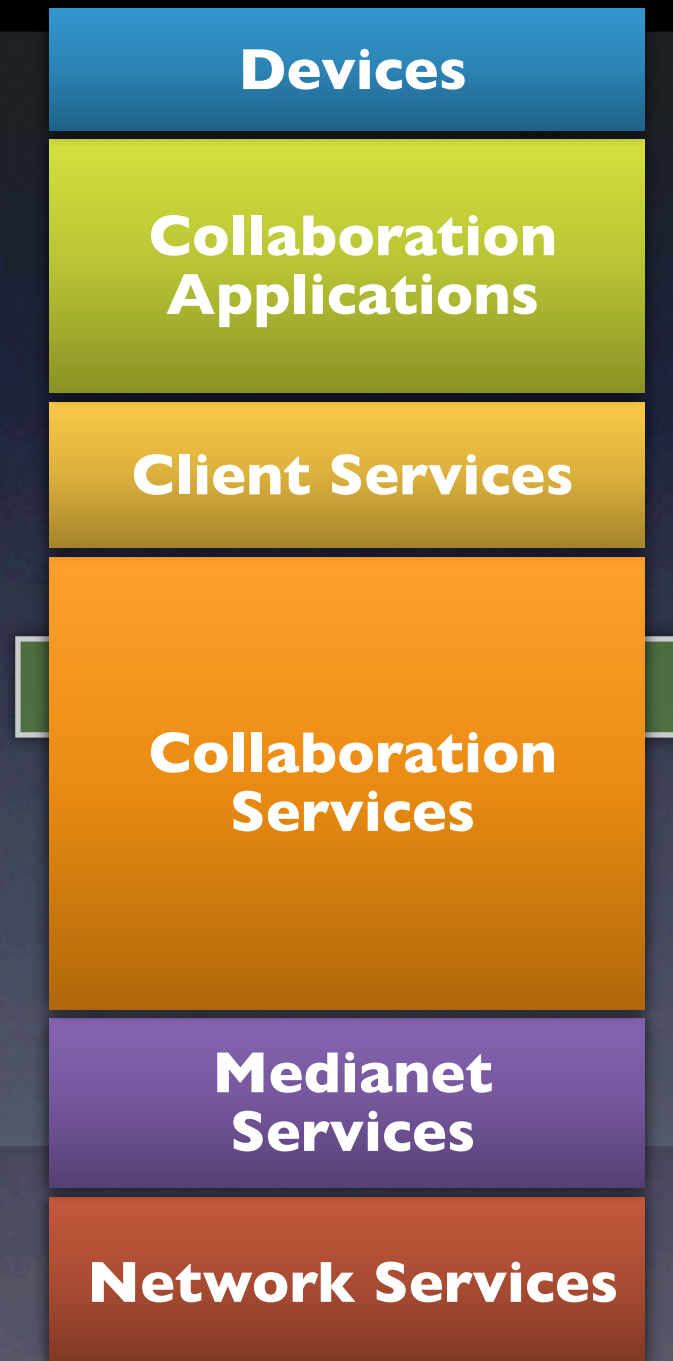 Devices
Collaboration
Applications
Client Services
Collaboration
Services
Medianet
Services
Network Services